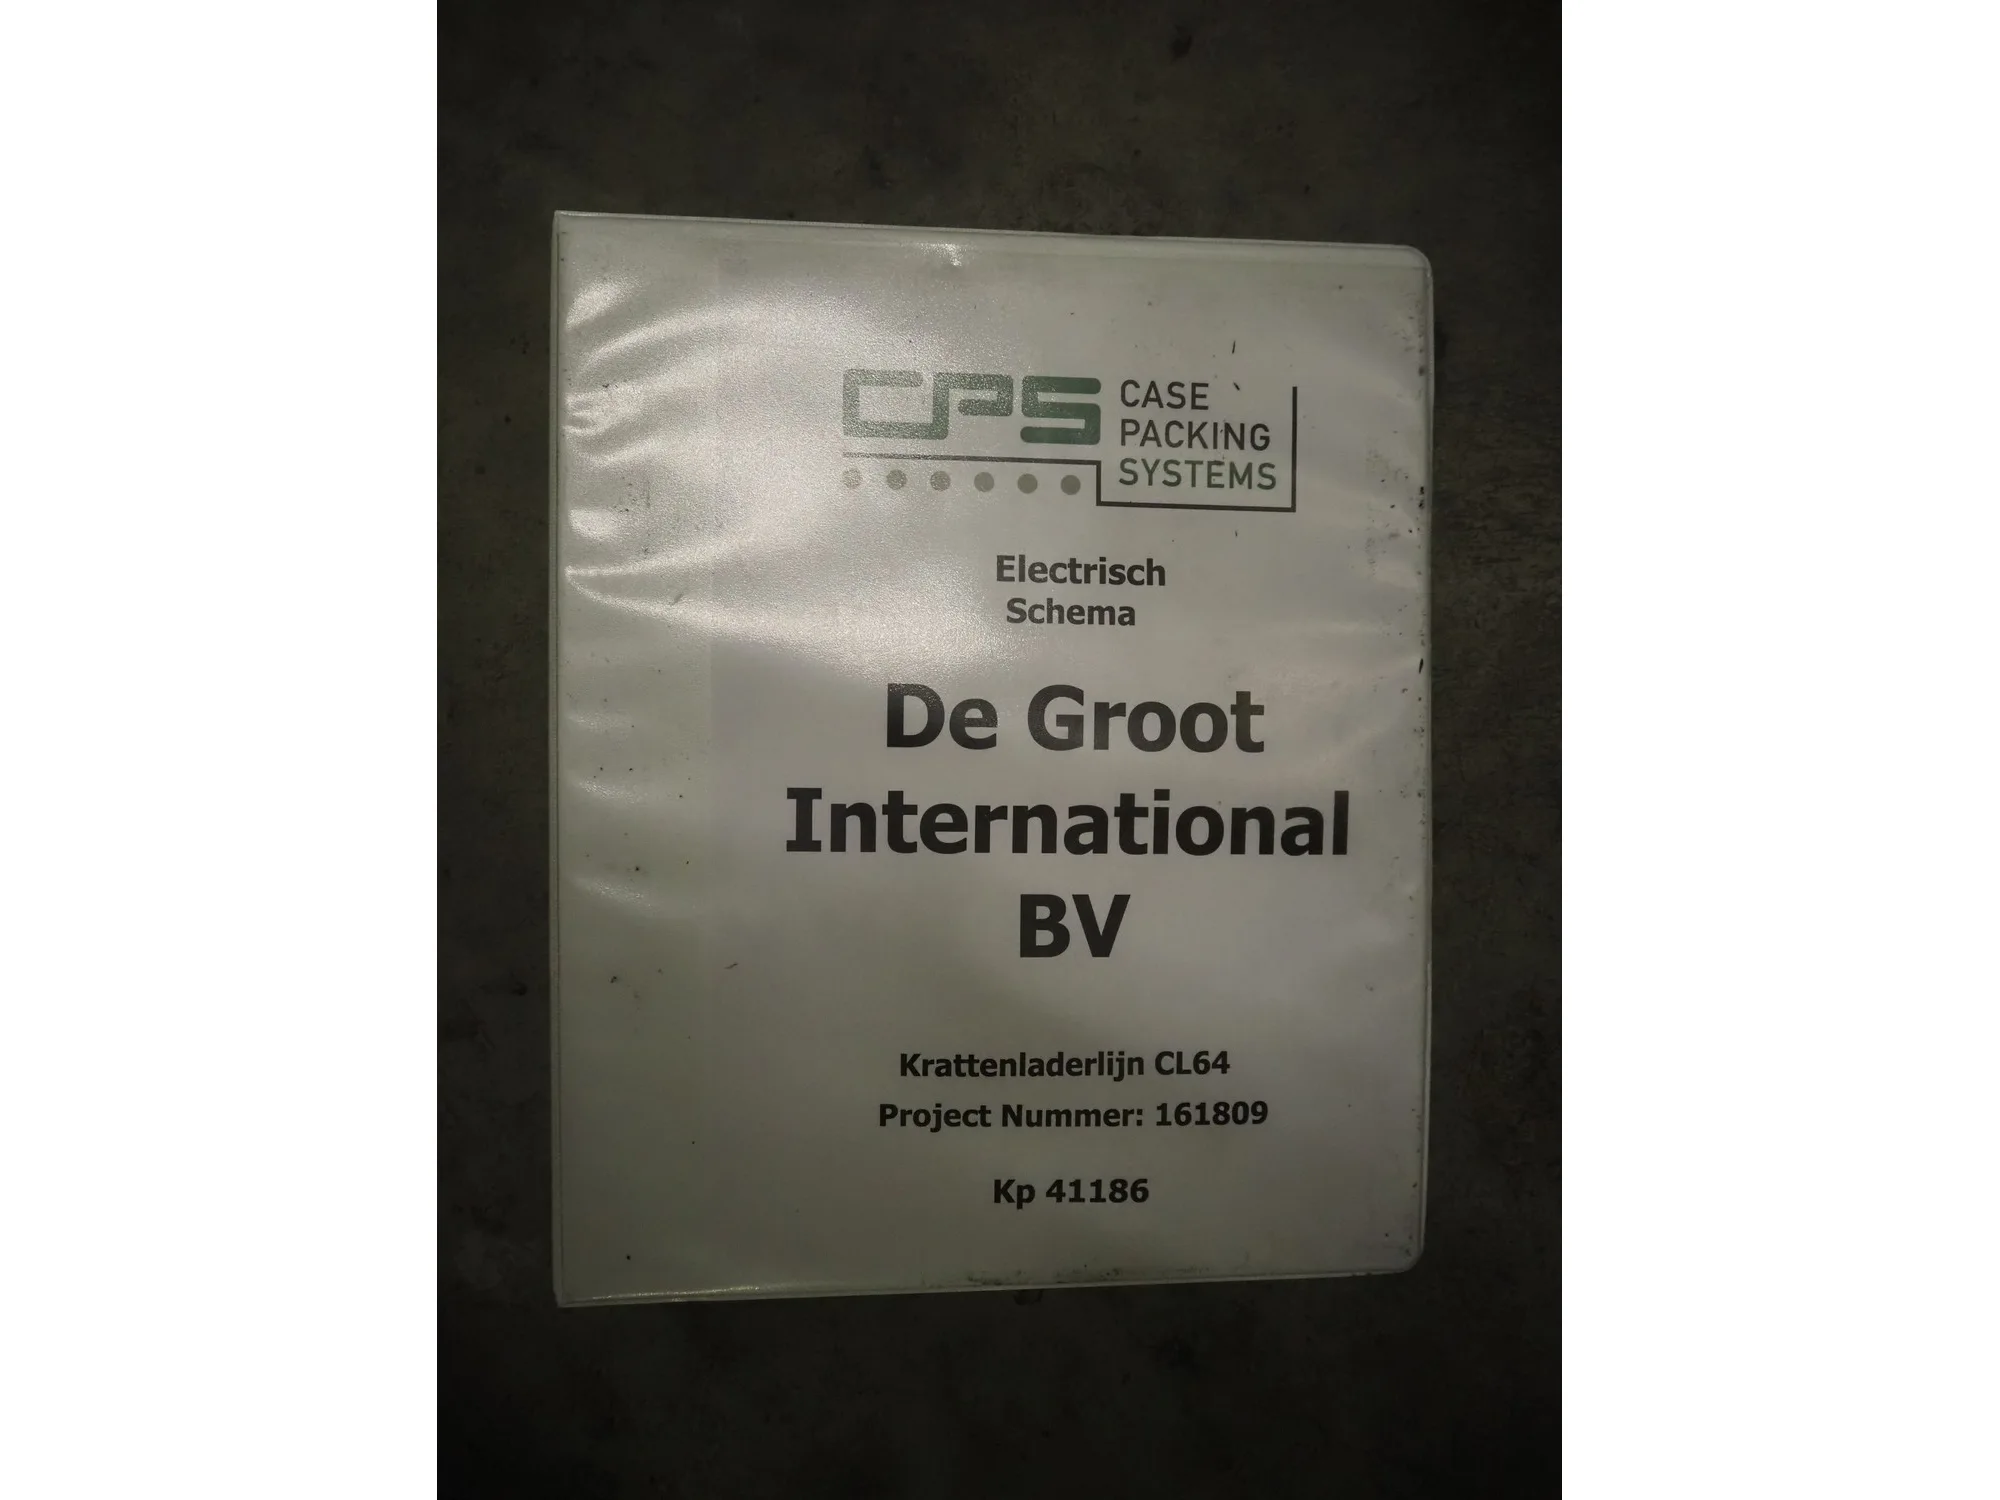 CPS
CASE
PACKING
SYSTEMS
Electrisch
Schema
De Groot
International
BV
Krattenladerlijn CL64
Project Nummer: 161809
Kp 41186